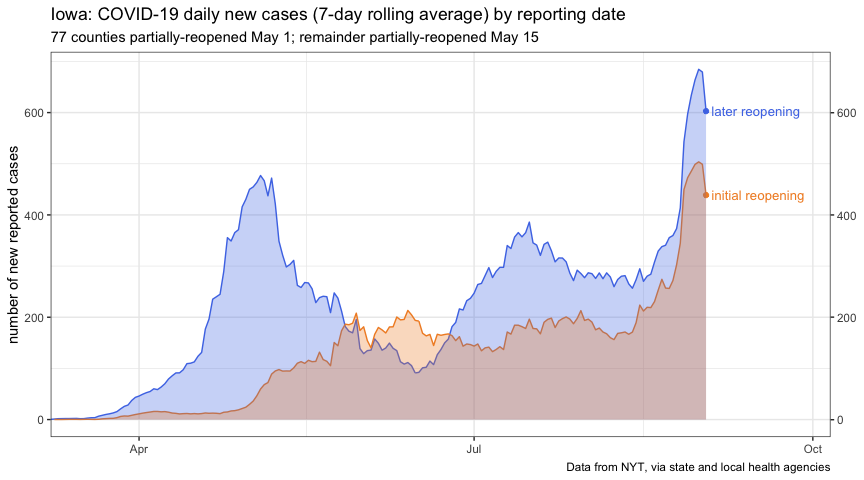 Iowa: COVID-19 daily new cases (7-day rolling average) by reporting date
77 counties partially-reopened May 1; remainder partially-reopened May 15
number of new reported cases
600
400
200
0
later reopening
initial reopening
600
400
200
0
Apr
Jul
Oct
Data from NYT, via state and local health agencies